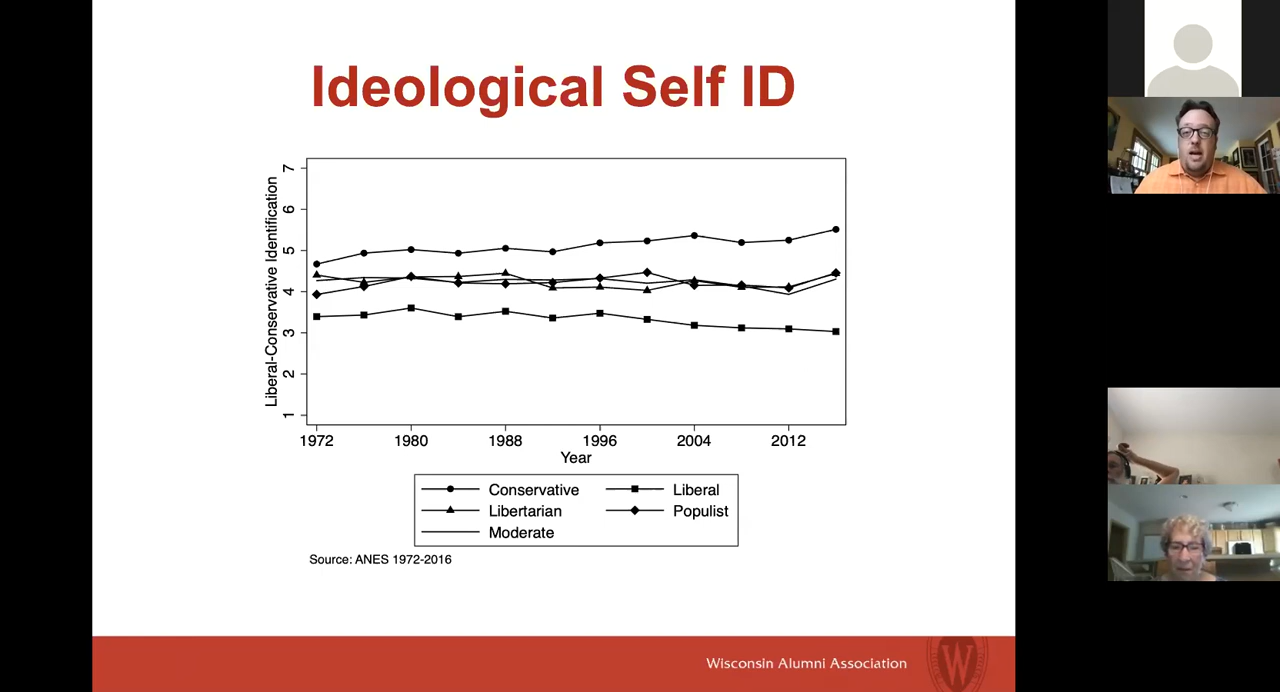 Ideological Self ID
Liberal-Conservative Identification
7
6
5
4
3
2
1
1972 1980 1988 1996 2004 2012
Year
Conservative Liberal
Libertarian Populist
Moderate
Source: ANES 1972-2016
Wisconsin Alumni Association
W